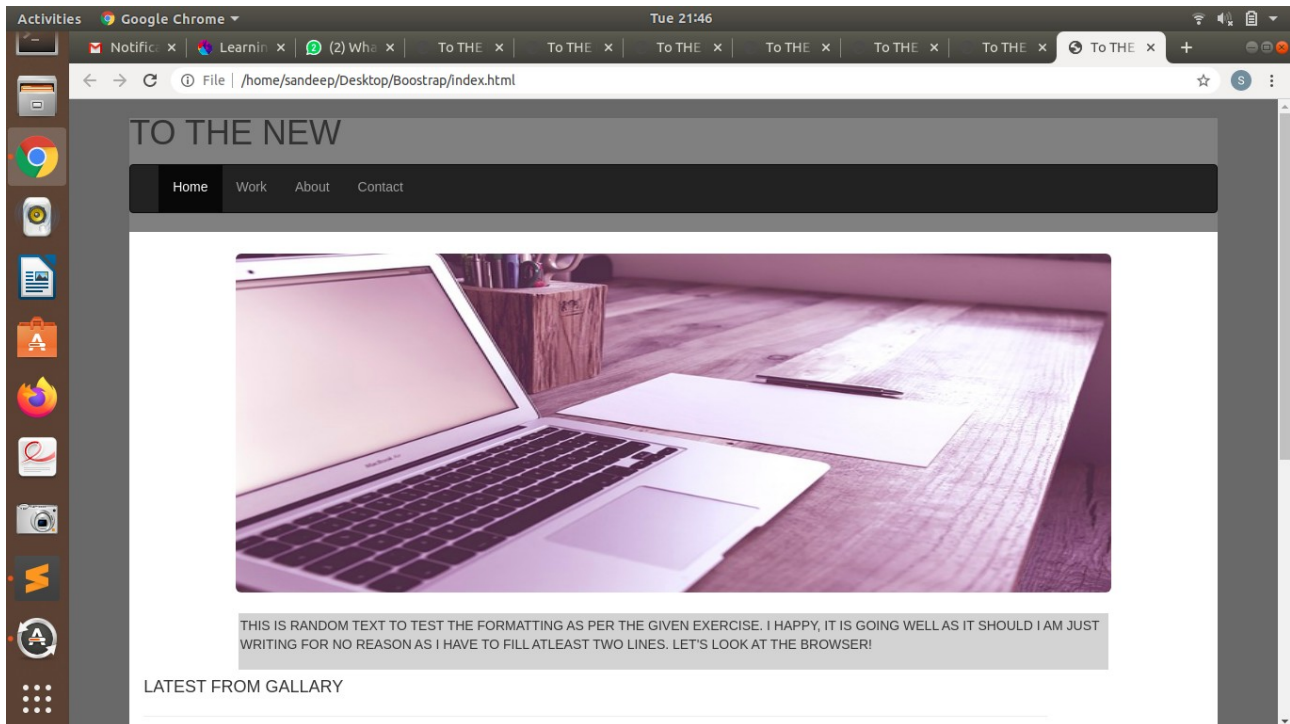 Activities Google Chrome Tue 21:46
Notifica Learnin (2) Wha To THE To THE To THE To THE To THE To THE To THE
File /home/sandeep/Desktop/Boostrap/index.html S
TO THE NEW
Home Work About Contact
MacBook Air
THIS IS RANDOM TEXT TO TEST THE FORMATTING AS PER THE GIVEN EXERCISE. I HAPPY, IT IS GOING WELL AS IT SHOULD I AM JUST
WRITING FOR NO REASON AS I HAVE TO FILL ATLEAST TWO LINES. LET'S LOOK AT THE BROWSER!
LATEST FROM GALLARY